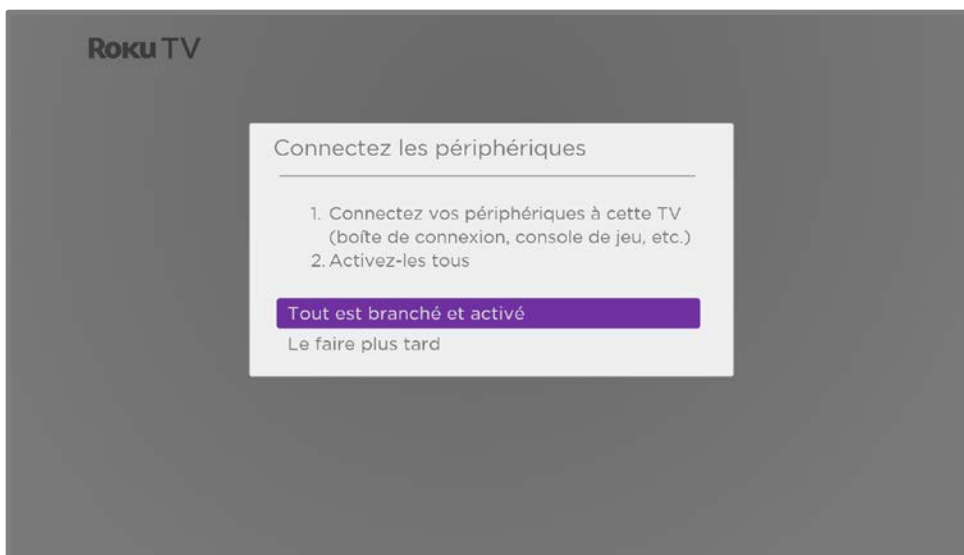 Roku TV
Connectez les périphériques
1. Connectez vos périphériques à cette TV
(boîte de connexion, console de jeu, etc.)
2. Activez-les tous
Tout est branché et activé
Le faire plus tard